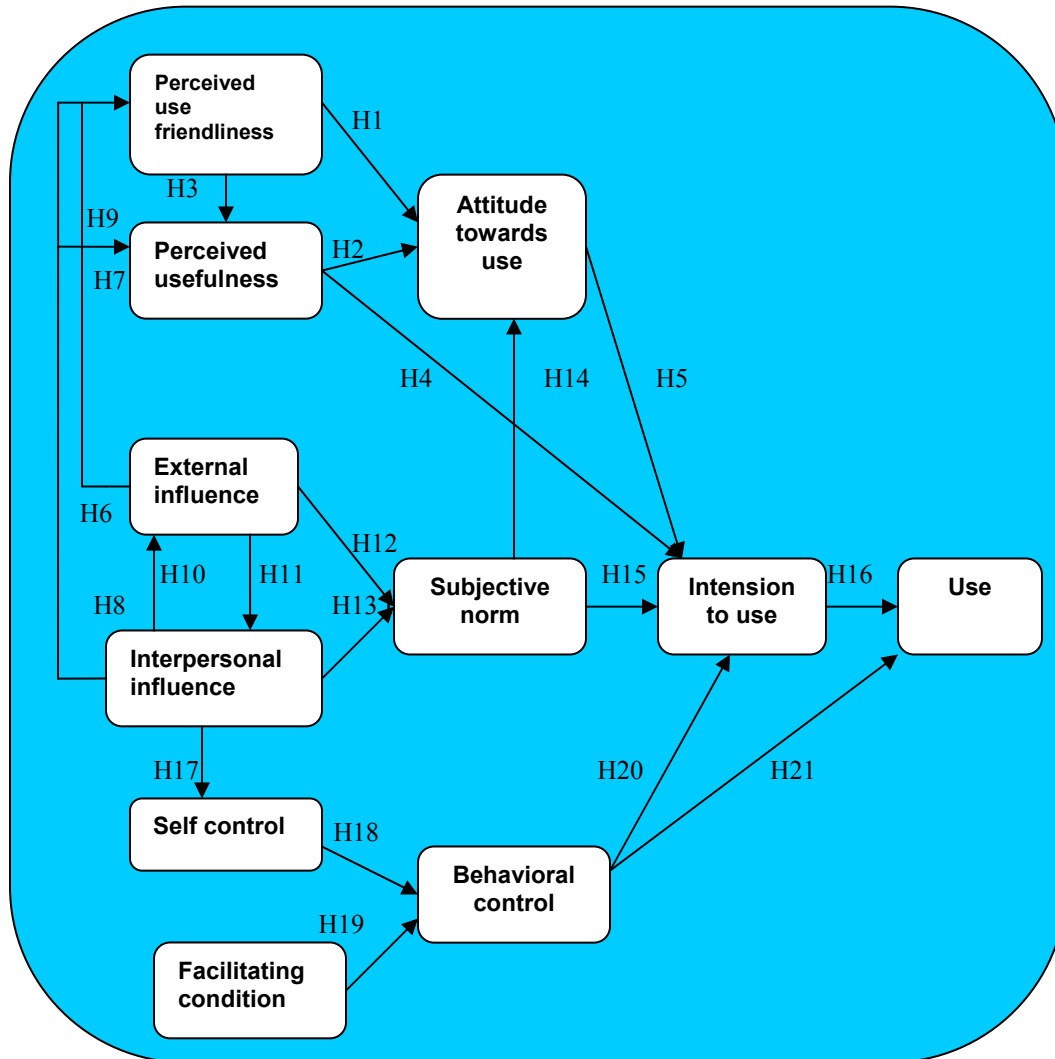 Perceived
use
friendliness
H1
H3
Attitude
towards
use
H9
Perceived
usefulness
H2
H7
H4
H14
H5
External
influence
H6
H12
H10
H11
Subjective
norm
H15
Intension
to use
H16
Use
H8
H13
Interpersonal
influence
H17
H20
H21
Self control
H18
Behavioral
control
H19
Facilitating
condition